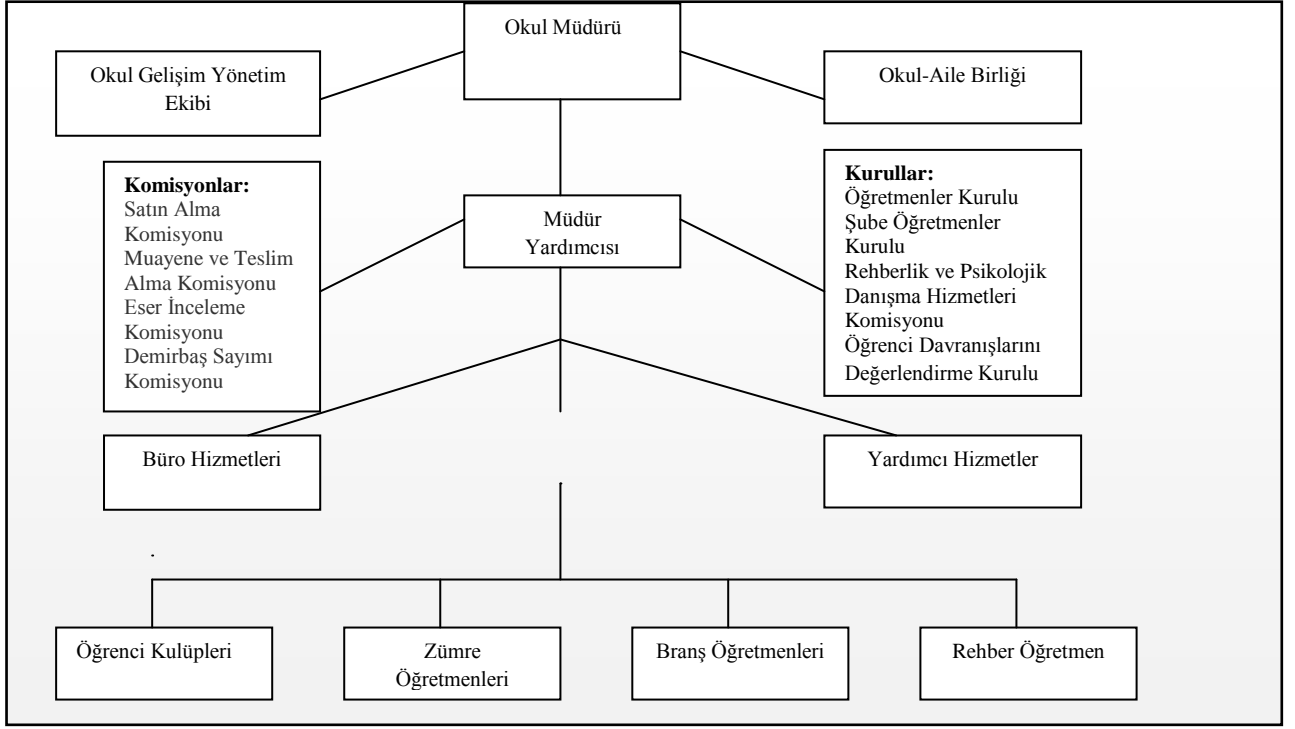 Okul Müdürü
Okul Gelişim Yönetim
Ekibi
Okul-Aile Birliği
Komisyonlar:
Satın Alma
Komisyonu
Muayene ve Teslim
Alma Komisyonu
Eser İnceleme
Komisyonu
Demirbaş Sayımı
Komisyonu
Müdür
Yardımcısı
Kurullar:
Öğretmenler Kurulu
Şube Öğretmenler
Kurulu
Rehberlik ve Psikolojik
Danışma Hizmetleri
Komisyonu
Öğrenci Davranışlarını
Değerlendirme Kurulu
Büro Hizmetleri
Yardımcı Hizmetler
Öğrenci Kulüpleri
Zümre
Öğretmenleri
Branş Öğretmenleri
Rehber Öğretmen